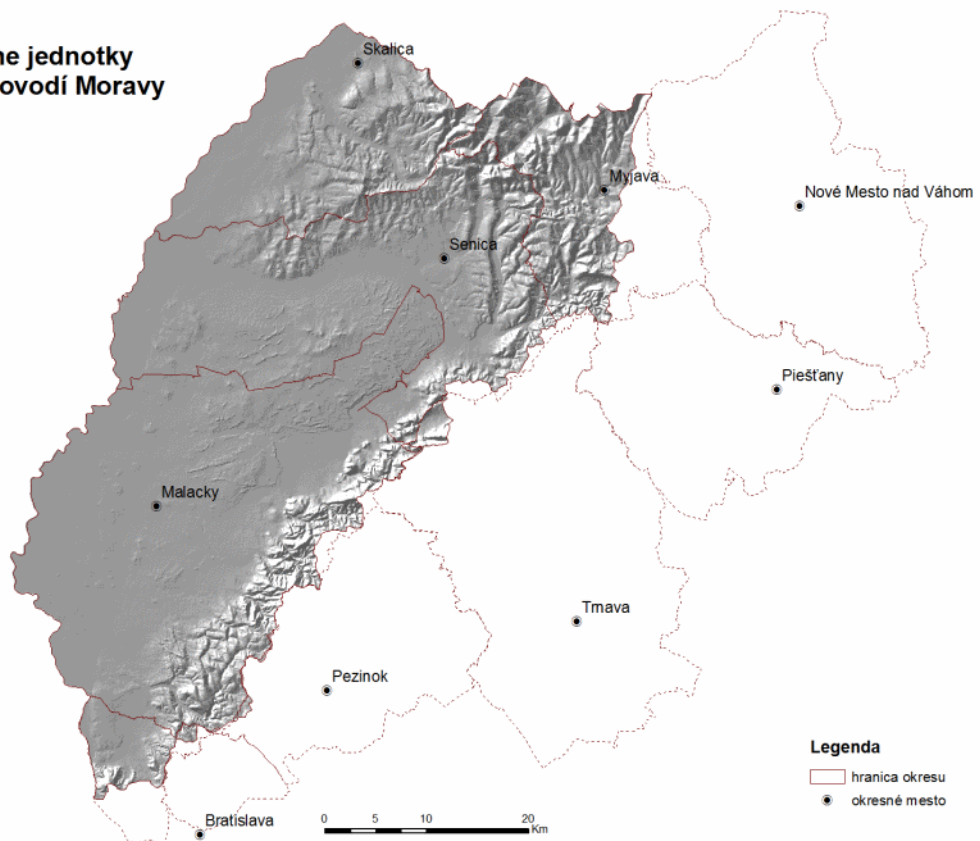 ne jednotky
ovodí Moravy
Skalica
Myjava
Nové Mesto nad Váhom
Senica
Piešťany
Malacky
Trnava
Pezinok
Legenda
hranica okresu
okresné mesto
Bratislava
0 5 10 20
Km